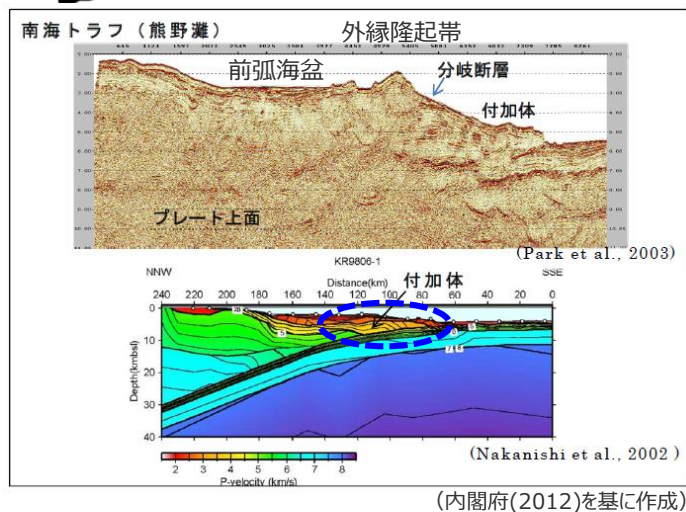 南海トラフ（熊野灘）
外縁隆起帯
前弧海盆
分岐断層
付加体
プレート上面
(Park et al., 2003)
KR9806-1
NNW
SSE
Distance(km)
付加体
240 220 200 180 160 140 120 100 80 60 40 20 0
0
10
20
30
40
Depth(kmbsl)
(Nakanishi et al., 2002 )
2 3 4 5 6 7 8
P-velocity (km/s)
(内閣府(2012)を基に作成)